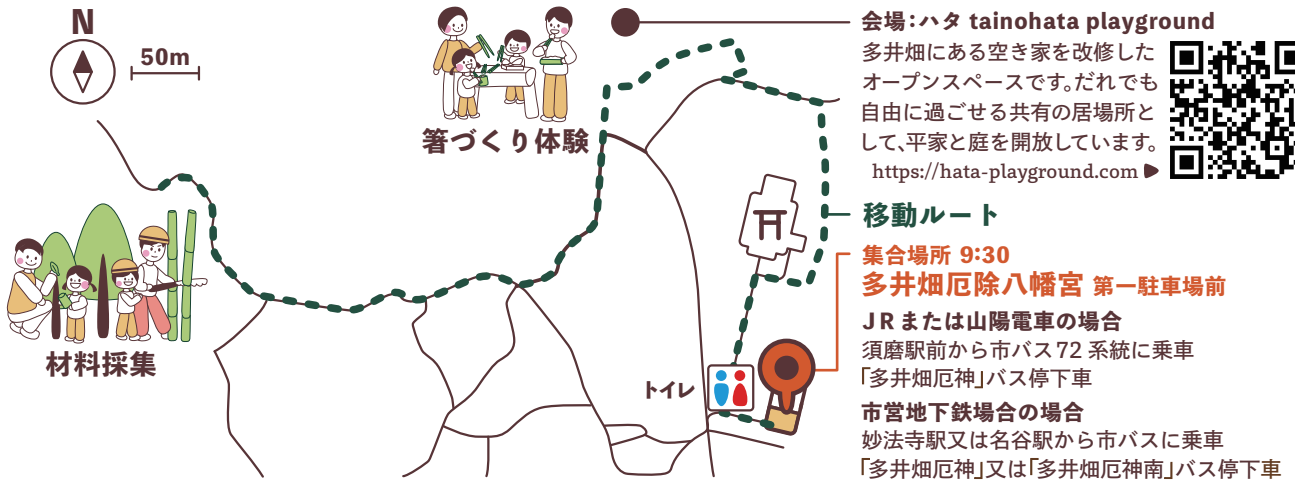 N
50m
箸づくり体験
材料採集
トイレ
会場：ハタ tainohata playground
多井畑にある空き家を改修した
オープンスペースです。だれでも
自由に過ごせる共有の居場所と
して、平家と庭を開放しています。
https://hata-playground.com ▶
移動ルート
集合場所 9:30
多井畑厄除八幡宮 第一駐車場前
JRまたは山陽電車の場合
須磨駅前から市バス72系統に乗車
「多井畑厄神」バス停下車
市営地下鉄場合の場合
妙法寺駅又は名谷駅から市バスに乗車
「多井畑厄神」又は「多井畑厄神南」バス停下車